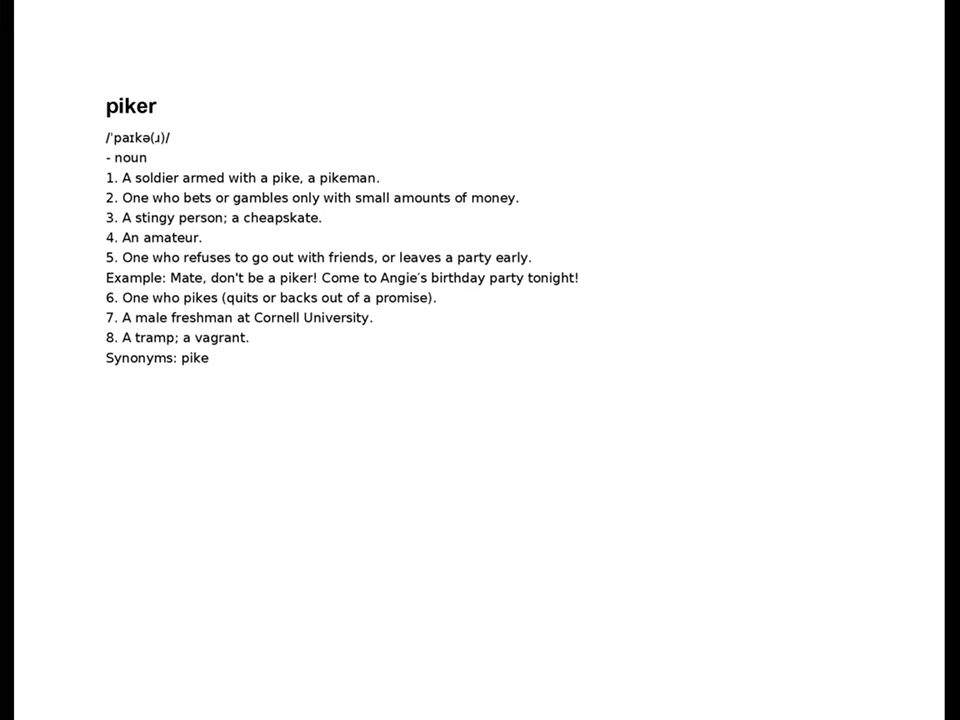 piker
/ˈpaɪkə(ɹ)/
- noun
1. A soldier armed with a pike, a pikeman.
2. One who bets or gambles only with small amounts of money.
3. A stingy person; a cheapskate.
4. An amateur.
5. One who refuses to go out with friends, or leaves a party early.
Example: Mate, don't be a piker! Come to Angie′s birthday party tonight!
6. One who pikes (quits or backs out of a promise).
7. A male freshman at Cornell University.
8. A tramp; a vagrant.
Synonyms: pike